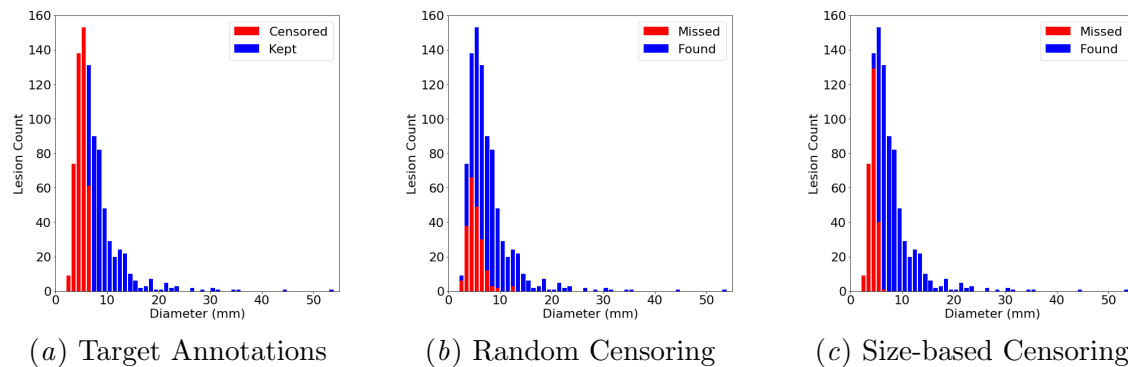 160
140
120
100
80
60
40
20
0
Lesion Count
Censored
Kept
0 10 20 30 40 50
Diameter (mm)
(a) Target Annotations
160
140
120
100
80
60
40
20
0
Lesion Count
Missed
Found
0 10 20 30 40 50
Diameter (mm)
(b) Random Censoring
160
140
120
100
80
60
40
20
0
Lesion Count
Missed
Found
0 10 20 30 40 50
Diameter (mm)
(c) Size-based Censoring